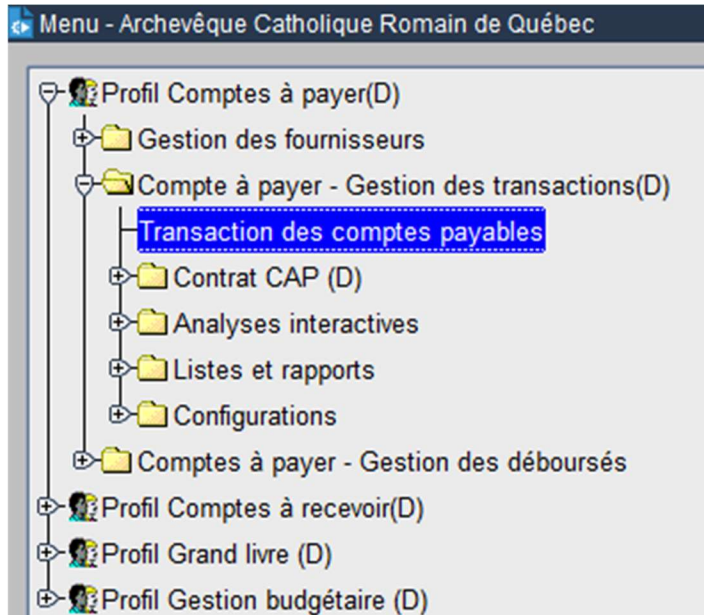 Menu - Archevêque Catholique Romain de Québec
Profil Comptes à payer(D)
Gestion des fournisseurs
Compte à payer - Gestion des transactions(D)
Transaction des comptes payables
Contrat CAP (D)
Analyses interactives
Listes et rapports
Configurations
Comptes à payer - Gestion des déboursés
Profil Comptes à recevoir(D)
Profil Grand livre (D)
Profil Gestion budgétaire (D)